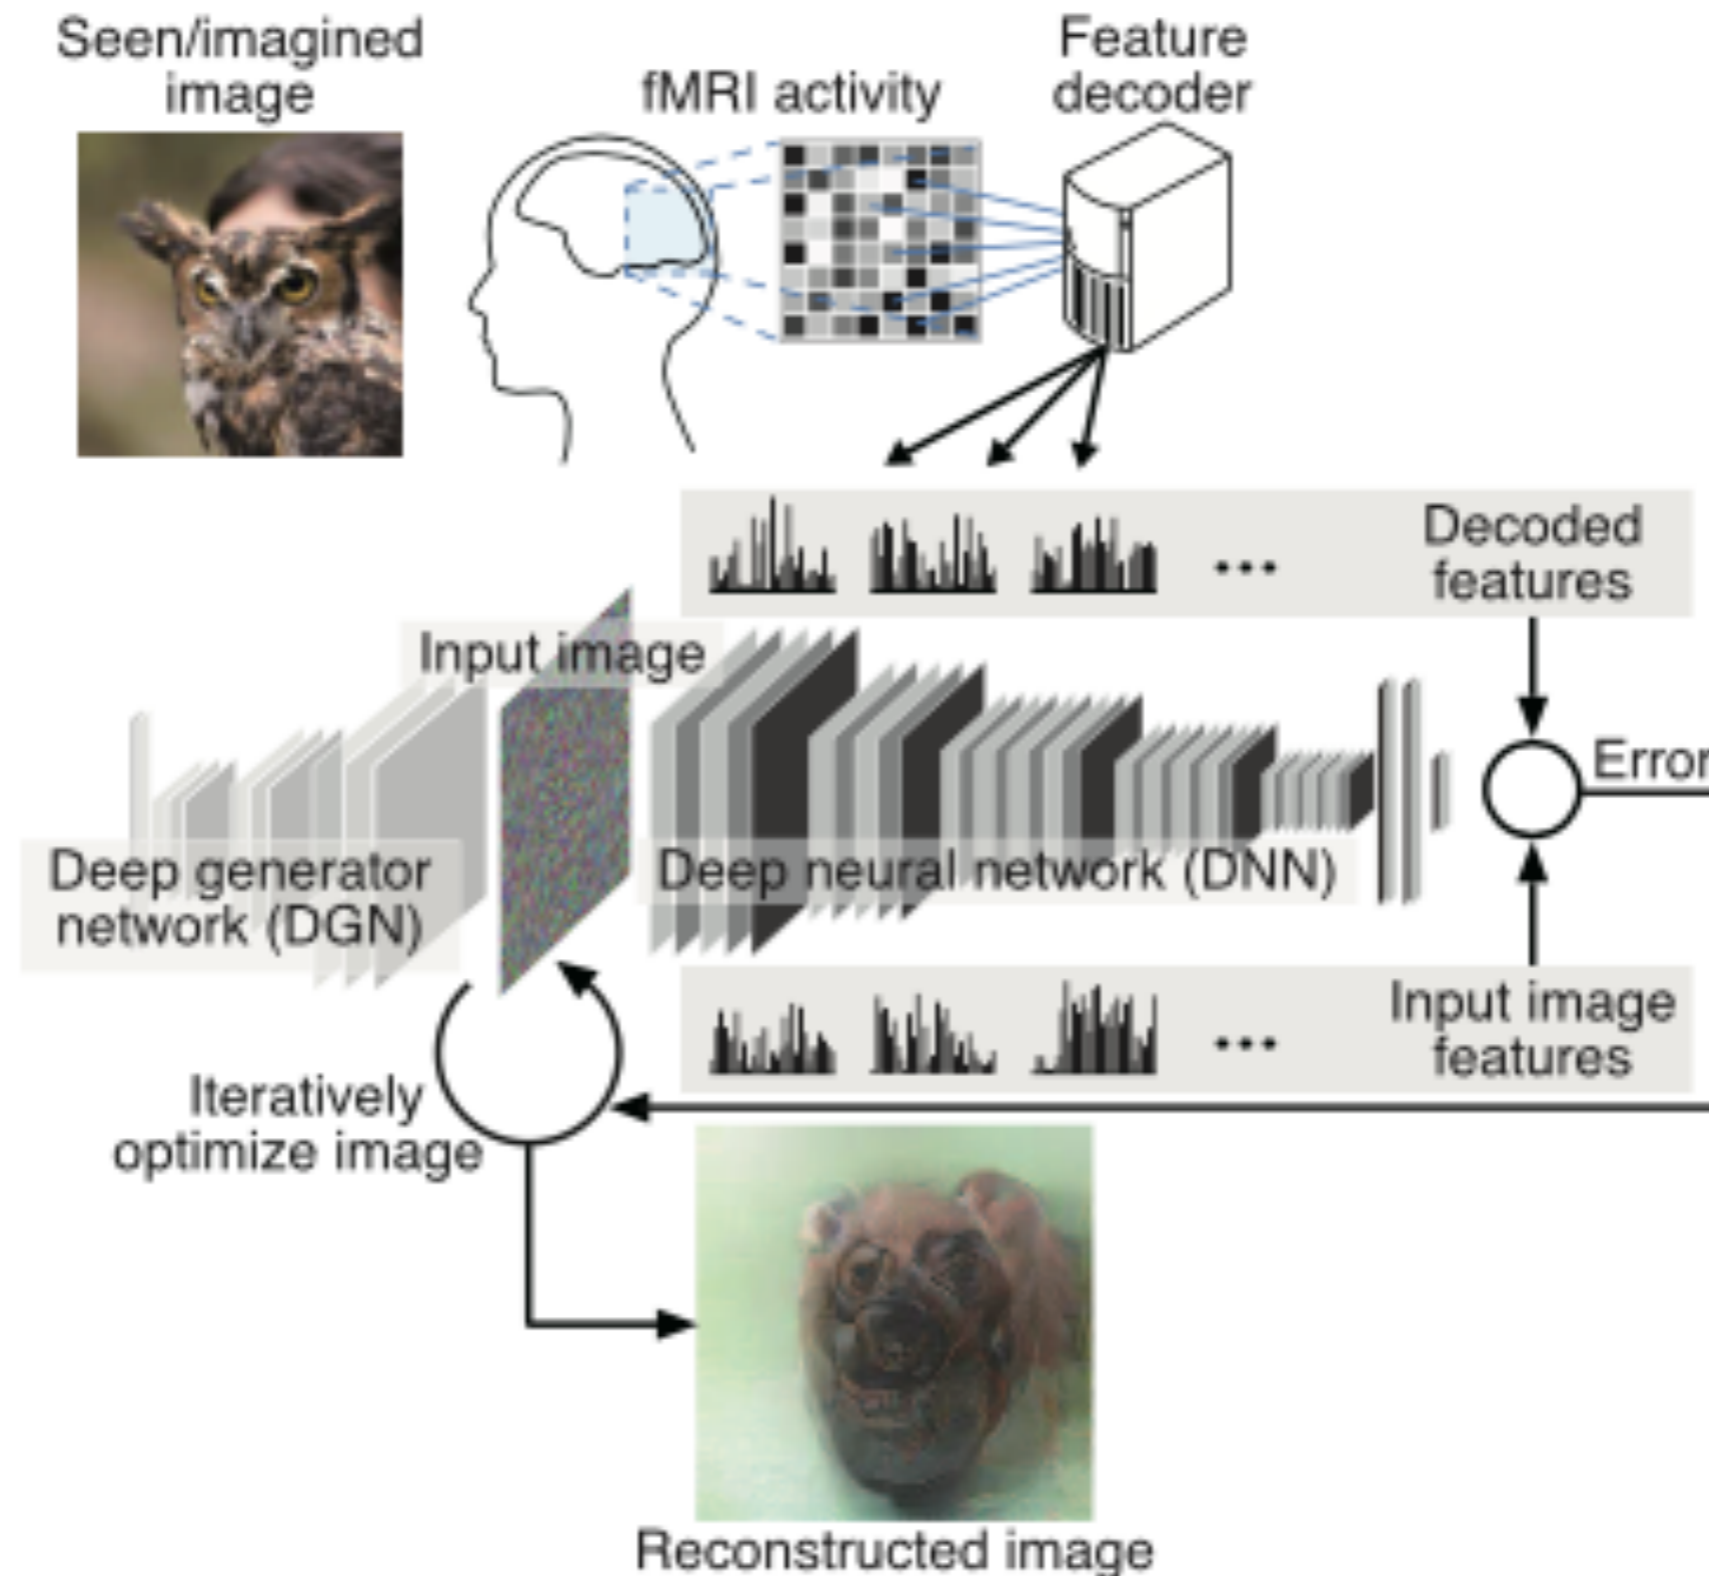 Seen/imagined
image
fMRI activity
Feature
decoder
Decoded
features
Input image
Error
Deep generator
network (DGN)
Deep neural network (DNN)
Input image
features
Iteratively
optimize image
Reconstructed image